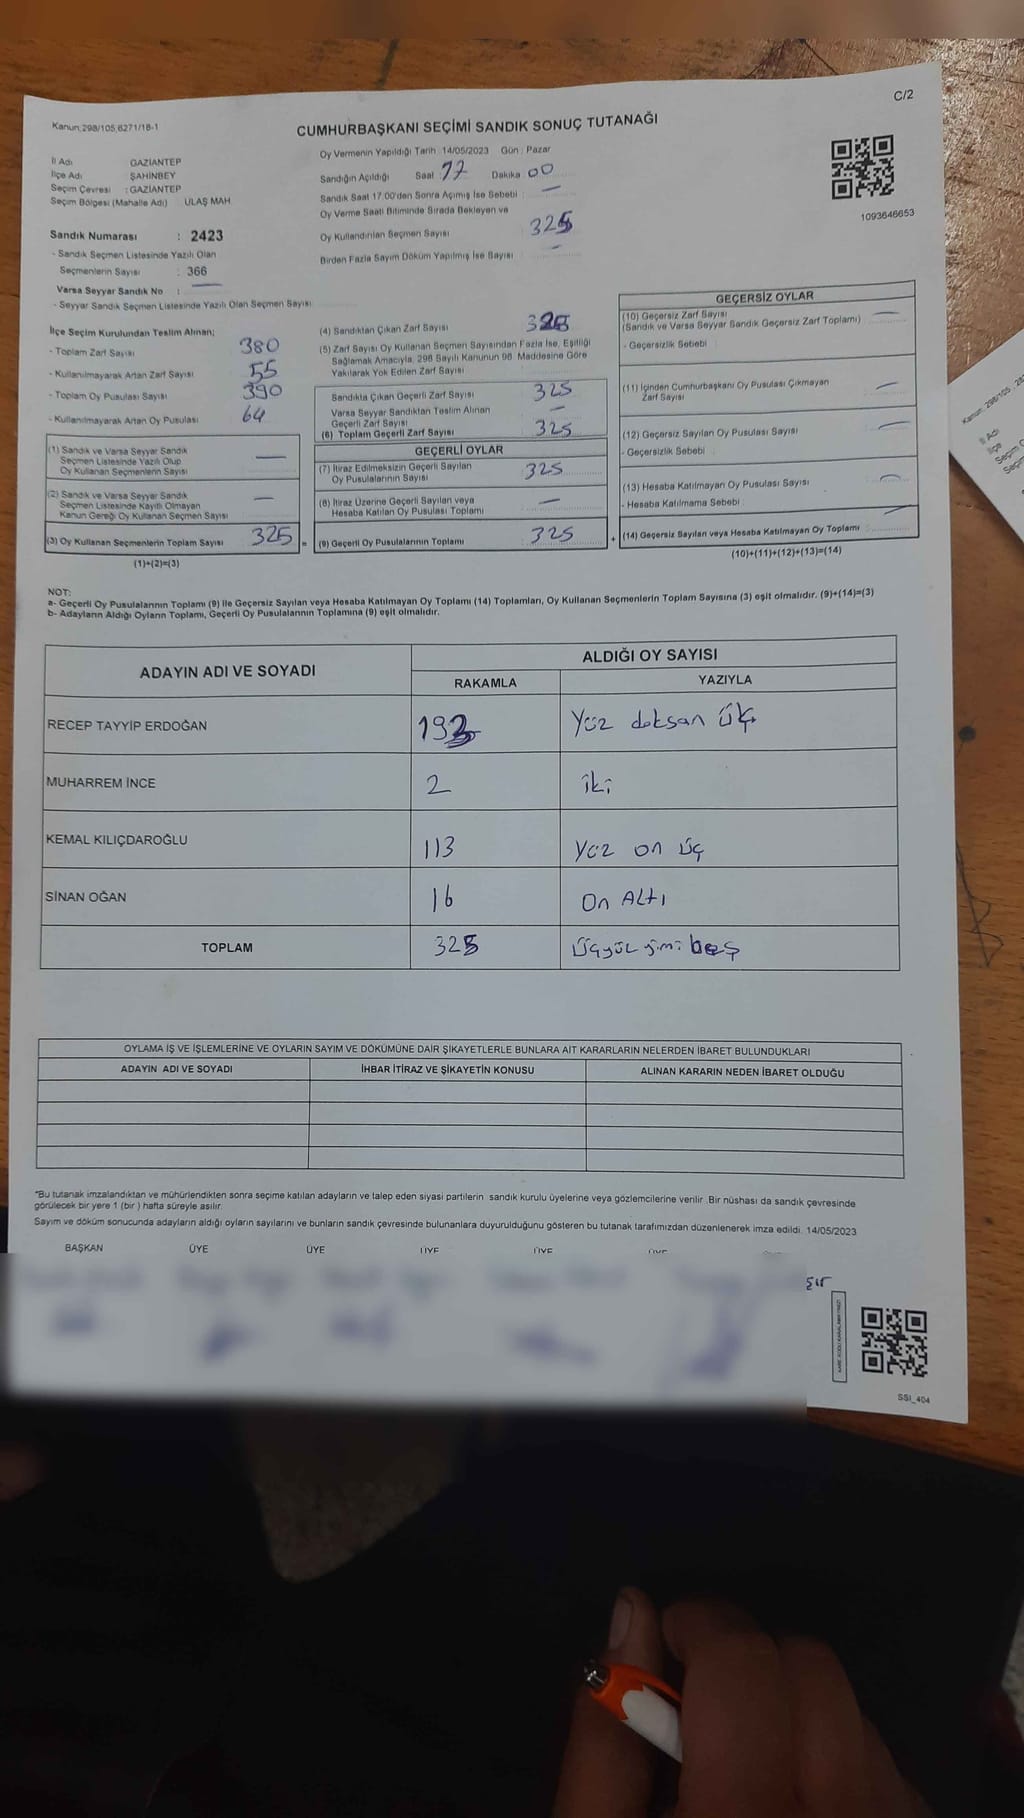 C/2
Kanun:298/105;6271/18-1
CUMHURBAŞKANI SEÇİMİ SANDIK SONUÇ TUTANAĞI
1093646653
İl Adı GAZİANTEP
İlçe Adı ŞAHİNBEY
Seçim Çevresi : GAZİANTEP
Seçim Bölgesi (Mahalle Adı) ULAŞ MAH
Sandık Numarası : 2423
- Sandık Seçmen Listesinde Yazılı Olan
Seçmenlerin Sayısı : 366
Varsa Seyyar Sandık No : —
- Seyyar Sandık Seçmen Listesinde Yazılı Olan Seçmen Sayısı
Oy Vermenin Yapıldığı Tarih :14/05/2023 Gün : Pazar
Sandığın Açıldığı Saat : 17 Dakika 00
Sandık Saat 17:00'den Sonra Açımış İse Sebebi : —
Oy Verme Saati Bitiminde Sırada Bekleyen ve
Oy Kullandırılan Seçmen Sayısı 325
Birden Fazla Sayım Döküm Yapılmış İse Sayısı —
İlçe Seçim Kurulundan Teslim Alınan;
- Toplam Zarf Sayısı 380
- Kullanılmayarak Artan Zarf Sayısı 55
- Toplam Oy Pusulası Sayısı 390
- Kullanılmayarak Artan Oy Pusulası 64
(1) Sandık ve Varsa Seyyar Sandık
Seçmen Listesinde Yazılı Olup
Oy Kullanan Seçmenlerin Sayısı —
(2) Sandık ve Varsa Seyyar Sandık
Seçmen Listesinde Kayıtlı Olmayan
Kanun Gereği Oy Kullanan Seçmen Sayısı —
(3) Oy Kullanan Seçmenlerin Toplam Sayısı 325 =
(1)+(2)=(3)
(4) Sandıktan Çıkan Zarf Sayısı 325
(5) Zarf Sayısı Oy Kullanan Seçmen Sayısından Fazla İse, Eşitliği
Sağlamak Amacıyla, 298 Sayılı Kanunun 98. Maddesine Göre
Yakılarak Yok Edilen Zarf Sayısı
Sandıkta Çıkan Geçerli Zarf Sayısı 325
Varsa Seyyar Sandıktan Teslim Alınan
Geçerli Zarf Sayısı —
(6) Toplam Geçerli Zarf Sayısı 325
GEÇERLİ OYLAR
(7) İtiraz Edilmeksizin Geçerli Sayılan
Oy Pusulalarının Sayısı 325
(8) İtiraz Üzerine Geçerli Sayılan veya
Hesaba Katılan Oy Pusulası Toplamı —
(9) Geçerli Oy Pusulalarının Toplamı 325 +
GEÇERSİZ OYLAR
(10) Geçersiz Zarf Sayısı —
(Sandık ve Varsa Seyyar Sandık Geçersiz Zarf Toplamı)
- Geçersizlik Sebebi :
(11) İçinden Cumhurbaşkanı Oy Pusulası Çıkmayan
Zarf Sayısı —
(12) Geçersiz Sayılan Oy Pusulası Sayısı —
- Geçersizlik Sebebi :
(13) Hesaba Katılmayan Oy Pusulası Sayısı —
- Hesaba Katılmama Sebebi :
(14) Geçersiz Sayılan veya Hesaba Katılmayan Oy Toplamı —
(10)+(11)+(12)+(13)=(14)
NOT:
a- Geçerli Oy Pusulalarının Toplamı (9) ile Geçersiz Sayılan veya Hesaba Katılmayan Oy Toplamı (14) Toplamları, Oy Kullanan Seçmenlerin Toplam Sayısına (3) eşit olmalıdır. (9)+(14)=(3)
b- Adayların Aldığı Oyların Toplamı, Geçerli Oy Pusulalarının Toplamına (9) eşit olmalıdır.
ADAYIN ADI VE SOYADI ALDIĞI OY SAYISI
RAKAMLA YAZIYLA
RECEP TAYYİP ERDOĞAN 193 Yüz doksan üç
MUHARREM İNCE 2 iki
KEMAL KILIÇDAROĞLU 113 Yüz on üç
SİNAN OĞAN 16 On Altı
TOPLAM 325 Üçyüz yirmi beş
OYLAMA İŞ VE İŞLEMLERİNE VE OYLARIN SAYIM VE DÖKÜMÜNE DAİR ŞİKAYETLERLE BUNLARA AİT KARARLARIN NELERDEN İBARET BULUNDUKLARI
ADAYIN ADI VE SOYADI İHBAR İTİRAZ VE ŞİKAYETİN KONUSU ALINAN KARARIN NEDEN İBARET OLDUĞU
*Bu tutanak imzalandıktan ve mühürlendikten sonra seçime katılan adayların ve talep eden siyasi partilerin sandık kurulu üyelerine veya gözlemcilerine verilir .Bir nüshası da sandık çevresinde
görülecek bir yere 1 (bir ) hafta süreyle asılır.
Sayım ve döküm sonucunda adayların aldığı oyların sayılarını ve bunların sandık çevresinde bulunanlara duyurulduğunu gösteren bu tutanak tarafımızdan düzenlenerek imza edildi. 14/05/2023
BAŞKAN ÜYE ÜYE ÜYE ÜYE ÜYE
SSI_404